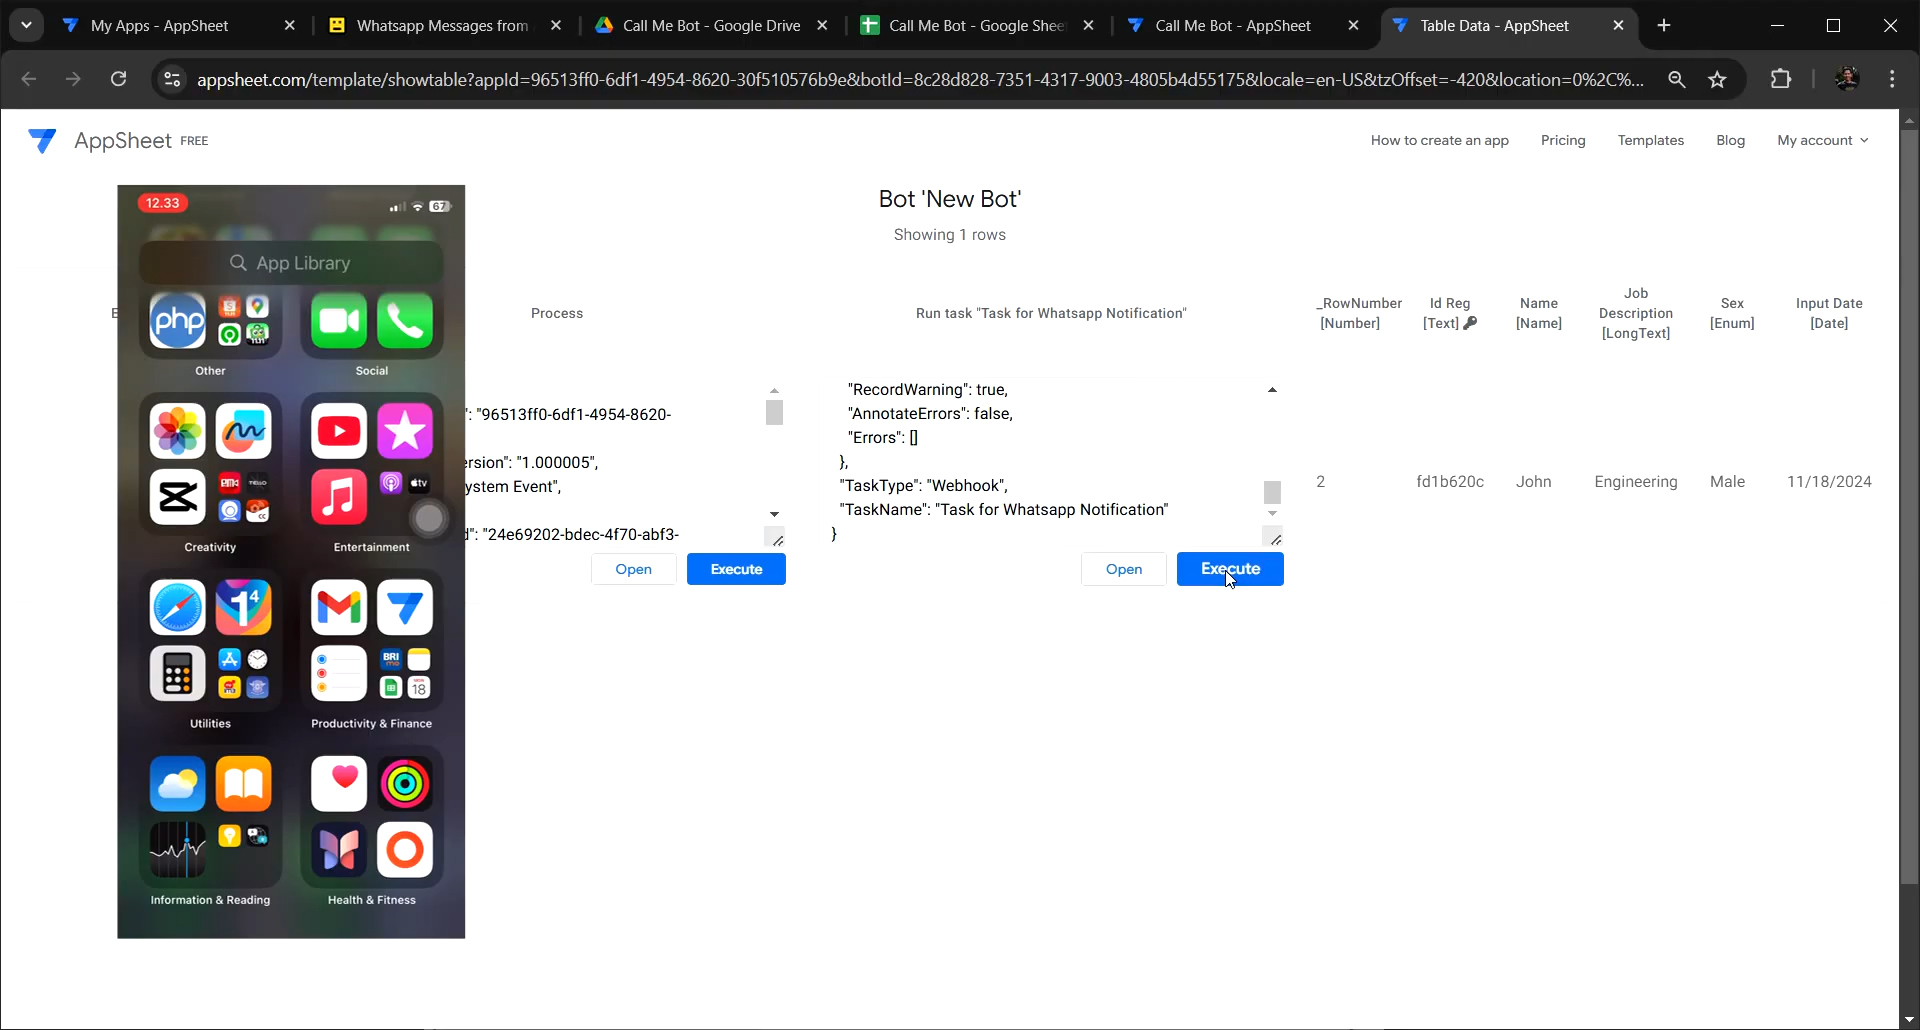 My Apps - AppSheet
Whatsapp Messages from
Call Me Bot - Google Drive
Call Me Bot - Google Shee
Call Me Bot - AppSheet
Table Data - AppSheet
appsheet.com/template/showtable?appId=96513ff0-6df1-4954-8620-30f510576b9e&botId=8c28d828-7351-4317-9003-4805b4d55175&locale=en-US&tzOffset=-420&location=0%2C%...
AppSheet FREE
How to create an app
Pricing
Templates
Blog
My account
Bot 'New Bot'
Showing 1 rows
E
Process
Run task "Task for Whatsapp Notification"
_RowNumber
[Number]
Id Reg
[Text]
Name
[Name]
Job
Description
[LongText]
Sex
[Enum]
Input Date
[Date]
": "96513ff0-6df1-4954-8620-
ersion": "1.000005",
ystem Event",
d": "24e69202-bdec-4f70-abf3-
Open
Execute
"RecordWarning": true,
"AnnotateErrors": false,
"Errors": []
},
"TaskType": "Webhook",
"TaskName": "Task for Whatsapp Notification"
}
Open
Execute
2
fd1b620c
John
Engineering
Male
11/18/2024
12.33
67
App Library
php
Other
Social
Creativity
tv
Entertainment
BRI
18
Utilities
Productivity & Finance
Information & Reading
Health & Fitness